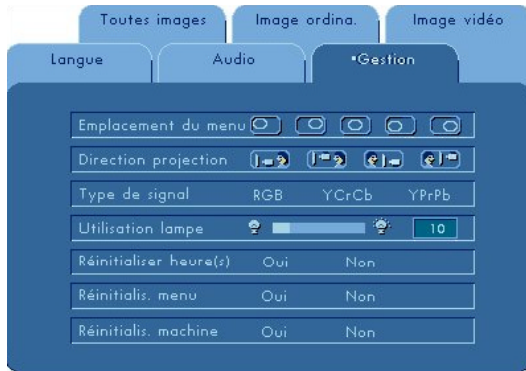 Toutes images Image ordina. Image vidéo
Langue Audio •Gestion
Emplacement du menu
Direction projection
Type de signal RGB YCrCb YPrPb
Utilisation lampe 10
Réinitialiser heure(s) Oui Non
Réinitialis. menu Oui Non
Réinitialis. machine Oui Non